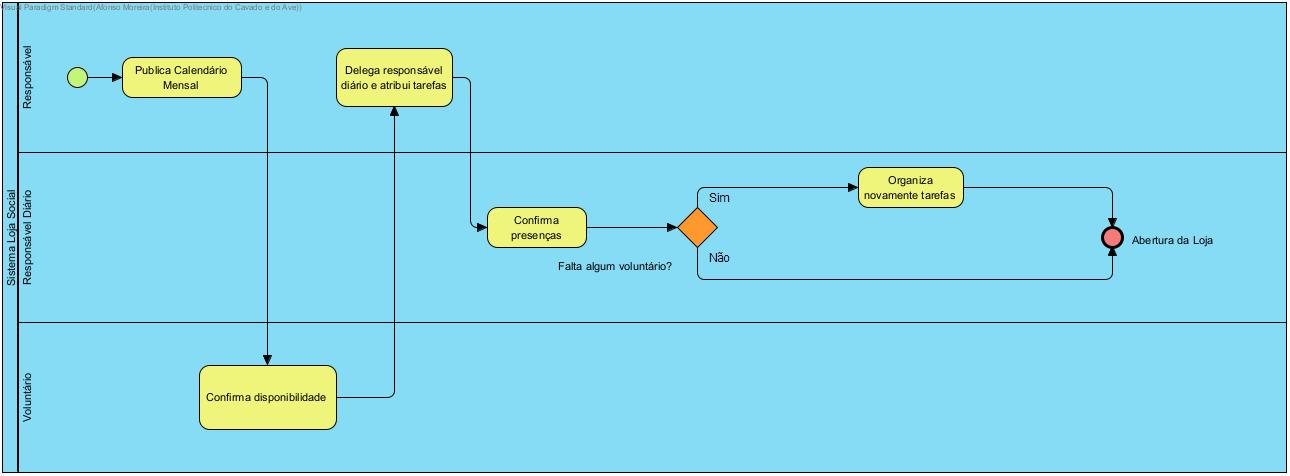 Visual Paradigm Standard(Afonso Moreira(Instituto Politecnico do Cavado e do Ave))
Sistema Loja Social
Responsável
Publica Calendário
Mensal
Delega responsável
diário e atribui tarefas
Responsável Diário
Confirma
presenças
Falta algum voluntário?
Sim
Não
Organiza
novamente tarefas
Abertura da Loja
Voluntário
Confirma disponibilidade